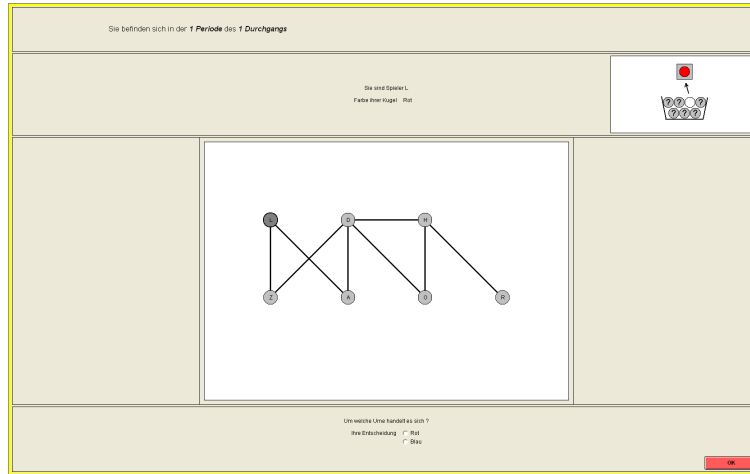 Sie befinden sich in der 1 Periode des 1 Durchgangs
Sie sind Spieler L
Farbe ihrer Kugel Rot
? ? ?
? ? ?
L D H
Z A O R
Um welche Urne handelt es sich ?
Ihre Entscheidung Rot
Blau
OK